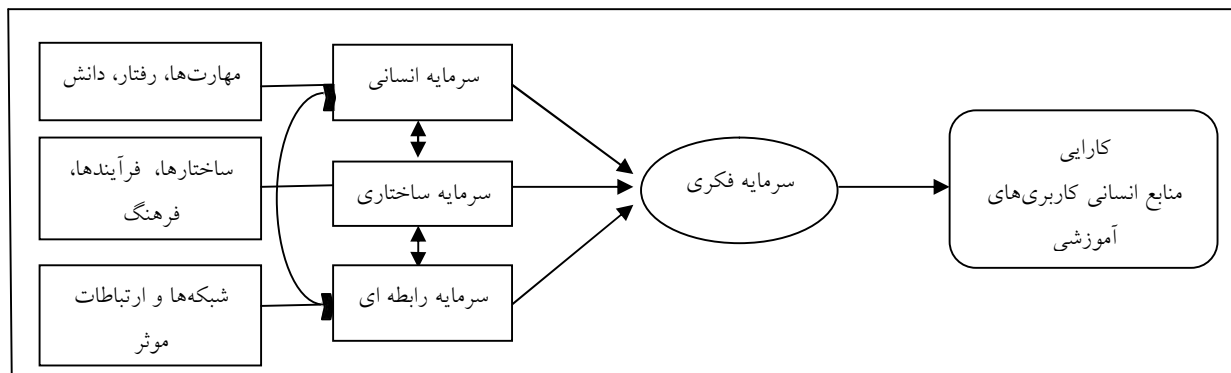 مهارت‌ها، رفتار، دانش
سرمایه انسانی
ساختارها، فرآیندها،
فرهنگ
سرمایه ساختاری
شبکه‌ها و ارتباطات
موثر
سرمایه رابطه ای
سرمایه فکری
کارایی
منابع انسانی کاربری‌های
آموزشی